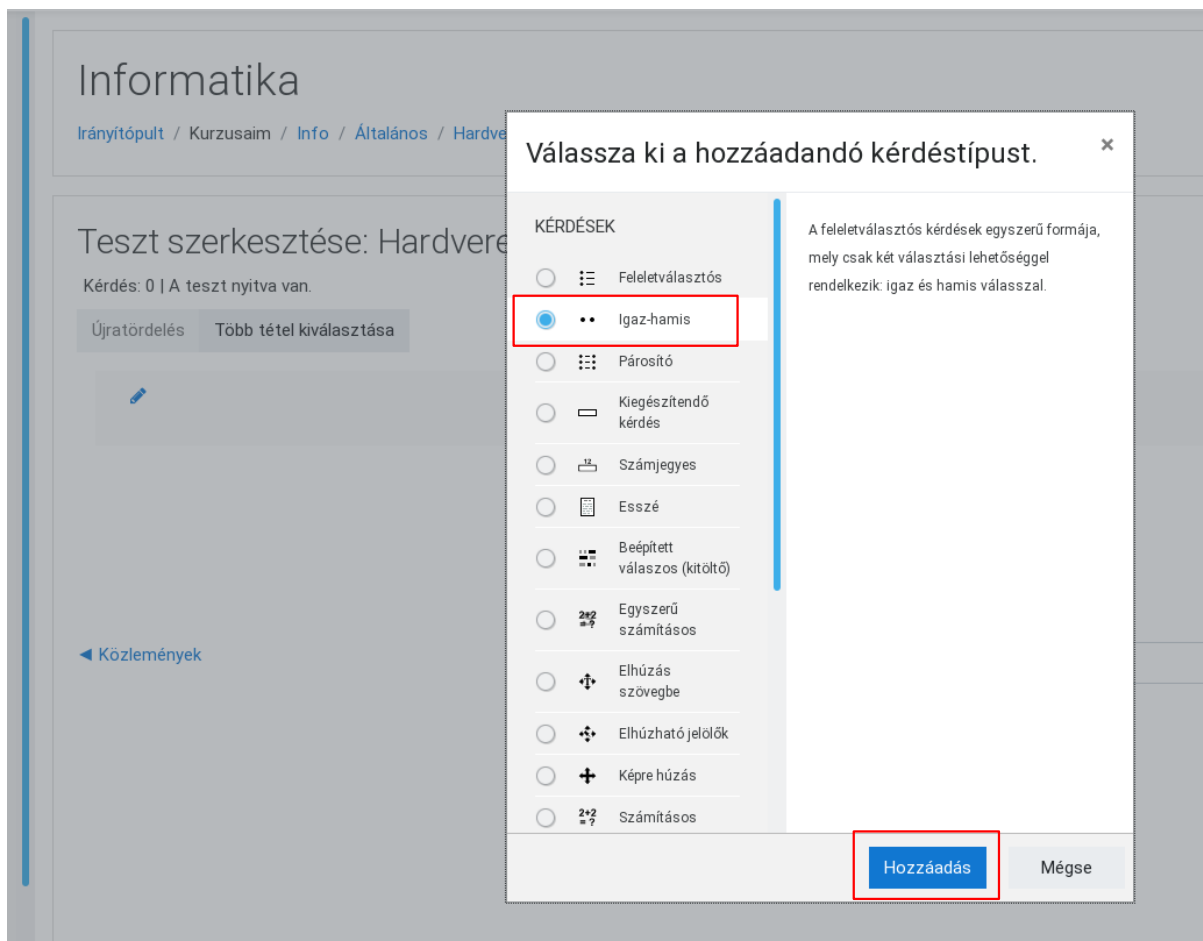 Informatika
Irányítópult / Kurzusaim / Info / Általános /
Teszt szerkesztése:
Kérdés: 0 | A teszt nyitva van.
Újratördelés Több tétel kiválasztása
◄ Közlemények
Válassza ki a hozzáadandó kérdéstípust. ×
KÉRDÉSEK
Feleletválasztós
Igaz-hamis
Párosító
Kiegészítendő
kérdés
Számjegyes
Esszé
Beépített
válaszos (kitöltő)
Egyszerű
számításos
Elhúzás
szövegbe
Elhúzható jelölők
Képre húzás
Számításos
A feleletválasztós kérdések egyszerű formája,
mely csak két választási lehetőséggel
rendelkezik: igaz és hamis válasszal.
Hozzáadás Mégse